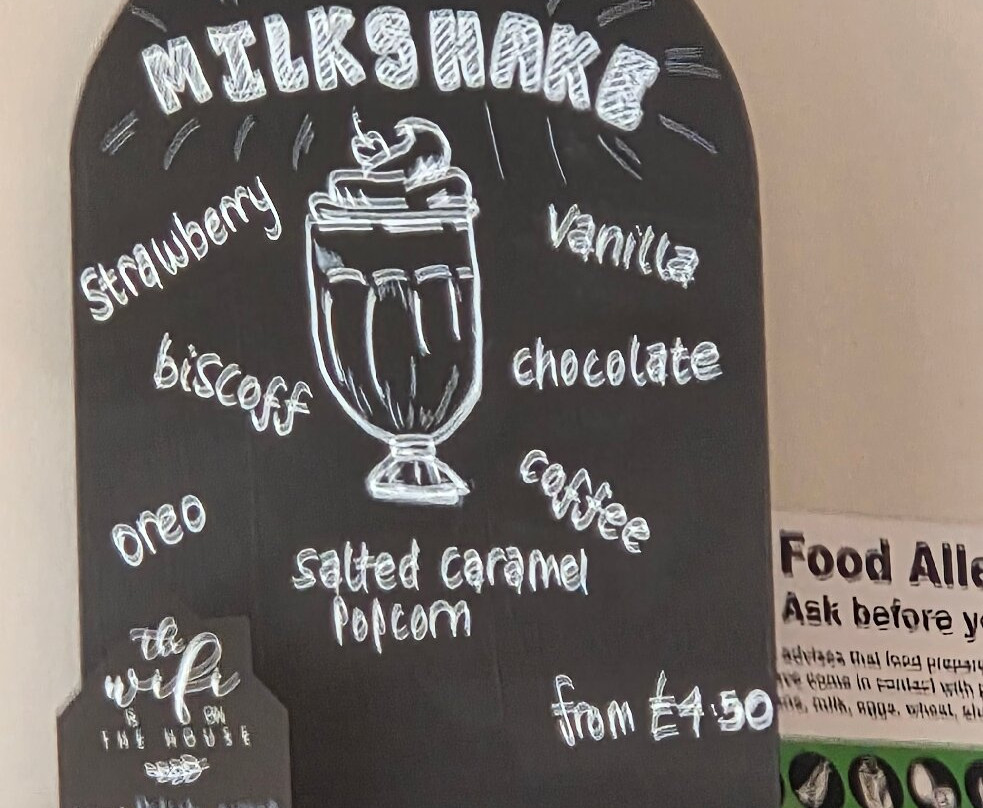 MILKSHAKE
strawberry
vanilla
biscoff
chocolate
oreo
coffee
salted caramel
Popcorn
from £4.50
the
wifi
THE HOUSE
Food Alle
Ask before y